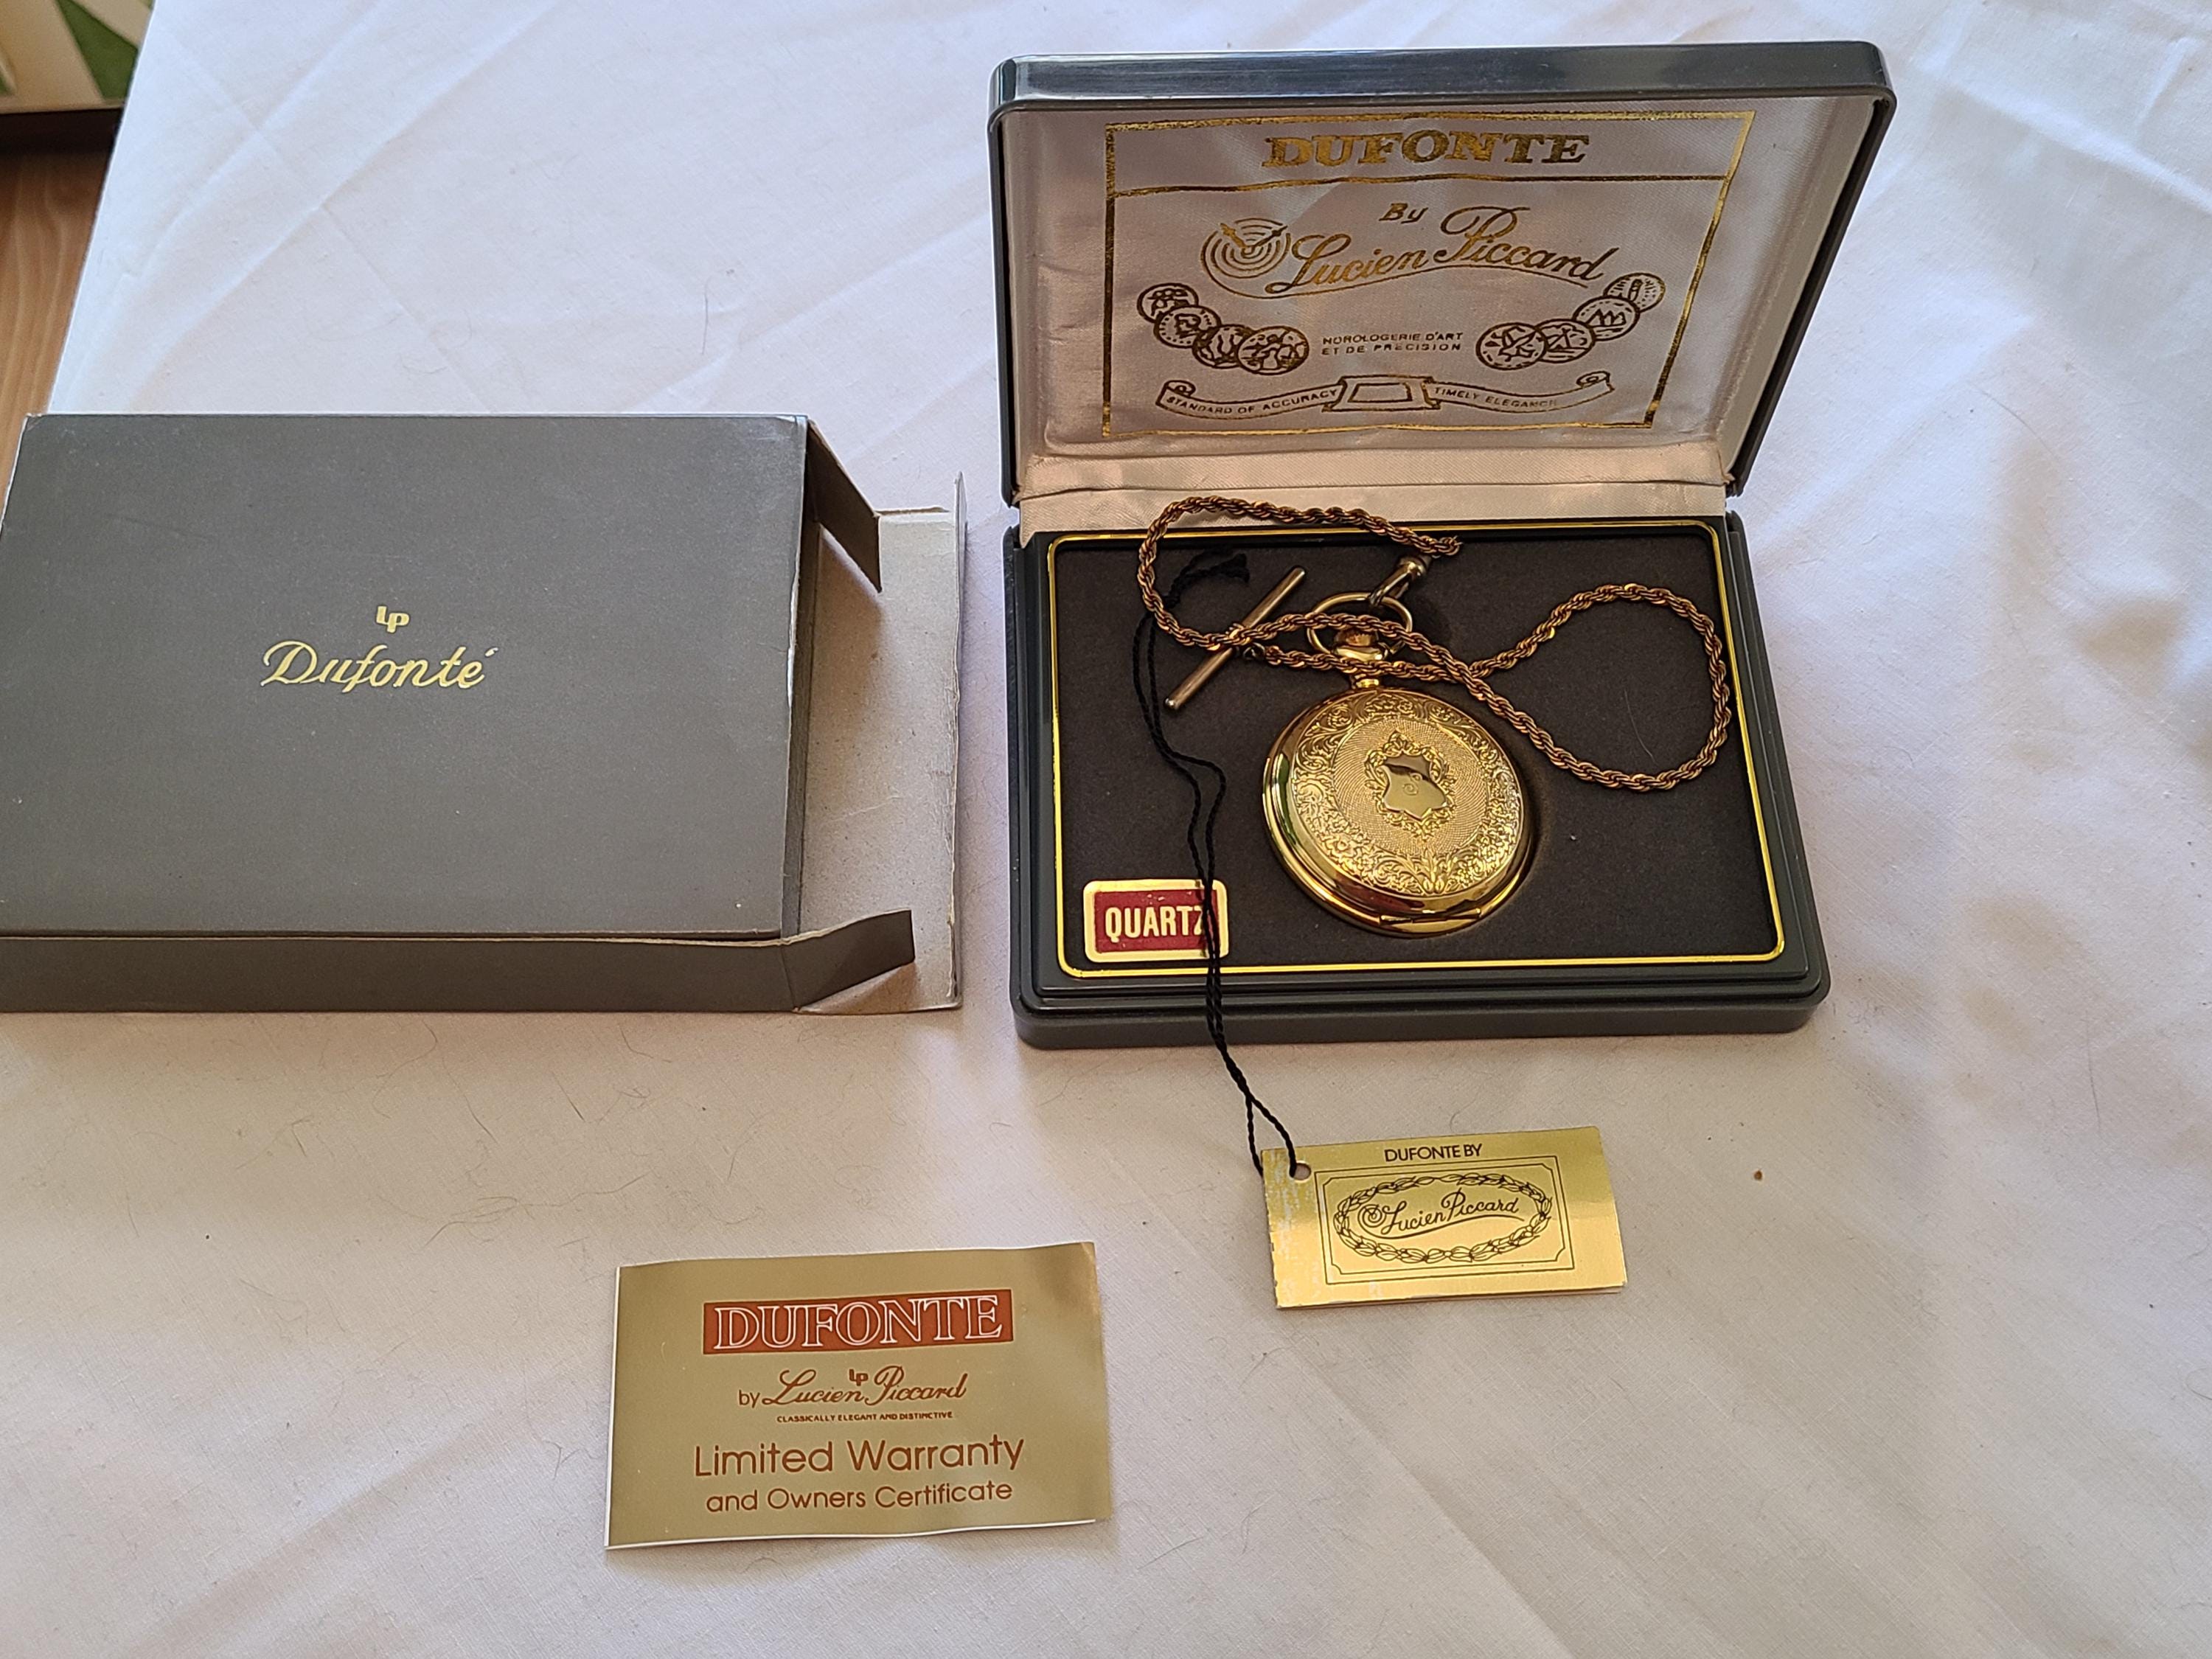 DUFONTE
By
Lucien Piccard
HOROLOGERIE D'ART
ET DE PRECISION
STANDARD OF ACCURACY
TIMELY ELEGANCE
LP
Dufonté
QUARTZ
DUFONTE BY
Lucien Piccard
DUFONTE
LP
by Lucien Piccard
CLASSICALLY ELEGANT AND DISTINCTIVE
Limited Warranty
and Owners Certificate